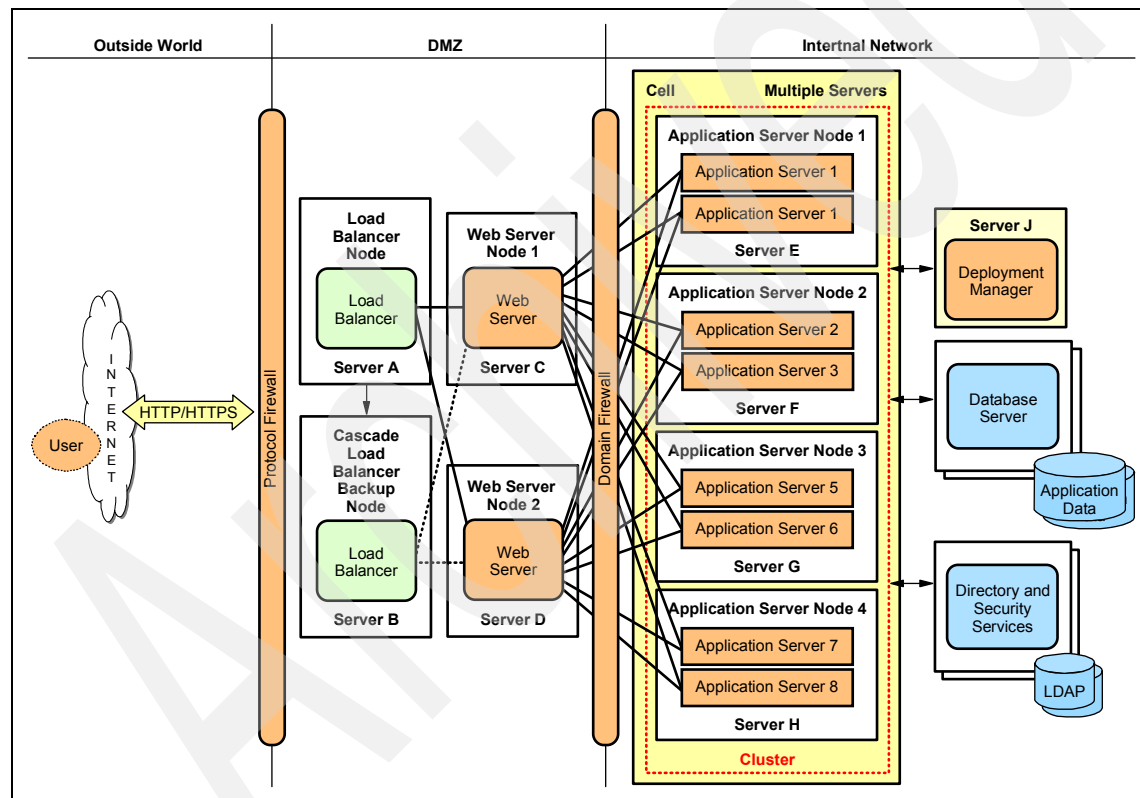 Outside World
DMZ
Intertnal Network
Protocol Firewall
Domain Firewall
User
INTERNET
HTTP/HTTPS
Load
Balancer
Node
Load
Balancer
Server A
Cascade
Load
Balancer
Backup
Node
Load
Balancer
Server B
Web Server
Node 1
Web
Server
Server C
Web Server
Node 2
Web
Server
Server D
Cell
Multiple Servers
Application Server Node 1
Application Server 1
Application Server 1
Server E
Application Server Node 2
Application Server 2
Application Server 3
Server F
Application Server Node 3
Application Server 5
Application Server 6
Server G
Application Server Node 4
Application Server 7
Application Server 8
Server H
Cluster
Server J
Deployment
Manager
Database
Server
Application
Data
Directory and
Security
Services
LDAP